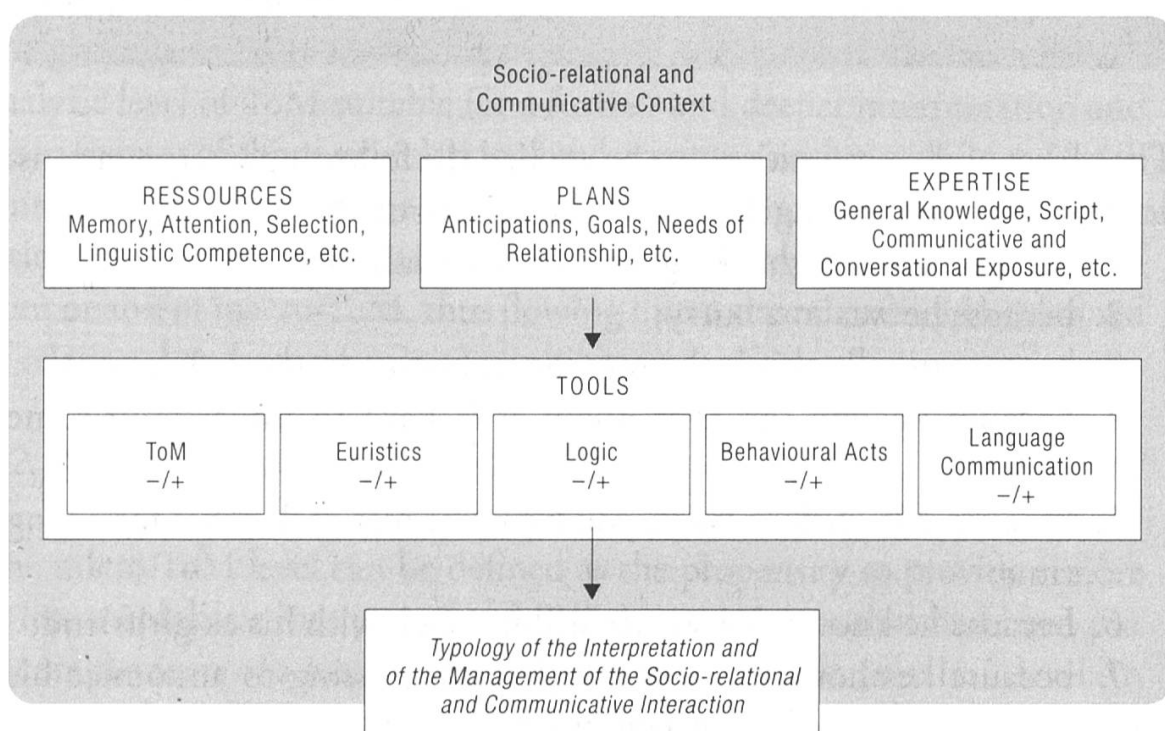 Socio-relational and
Communicative Context
RESSOURCES
Memory, Attention, Selection,
Linguistic Competence, etc.
PLANS
Anticipations, Goals, Needs of
Relationship, etc.
EXPERTISE
General Knowledge, Script,
Communicative and
Conversational Exposure, etc.
TOOLS
ToM
–/+
Euristics
–/+
Logic
–/+
Behavioural Acts
–/+
Language
Communication
–/+
Typology of the Interpretation and
of the Management of the Socio-relational
and Communicative Interaction